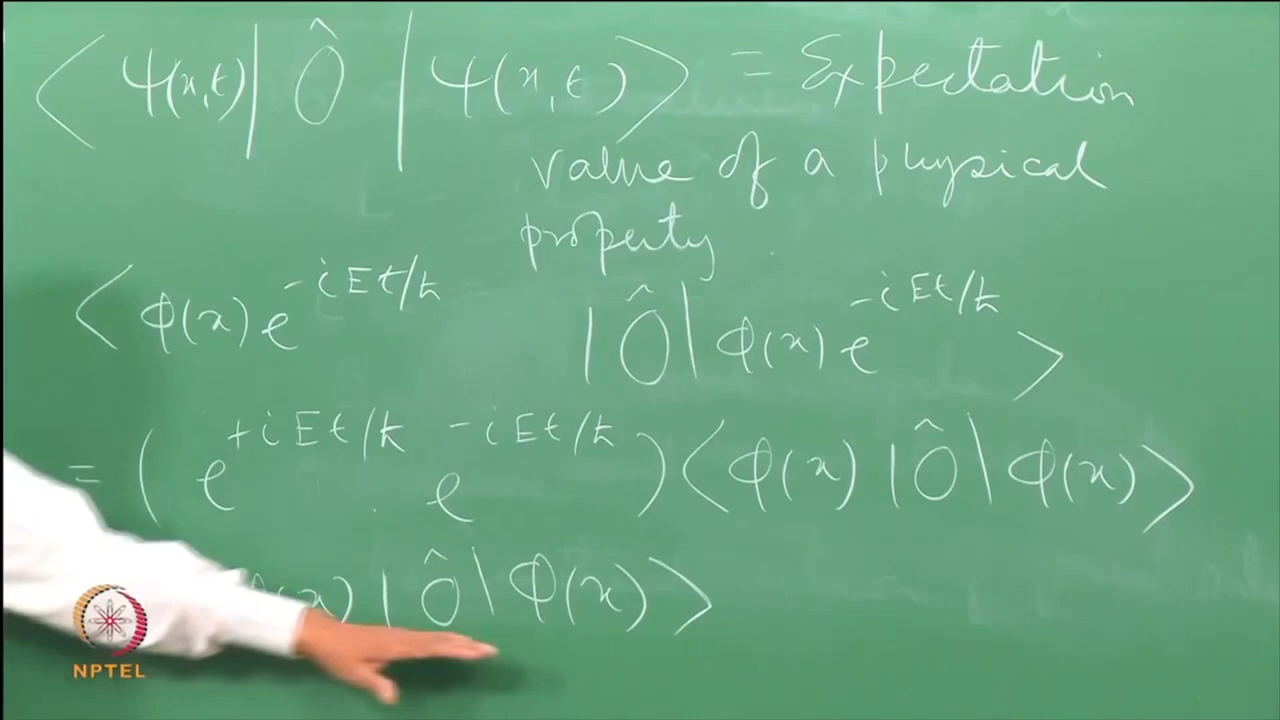 ⟨ψ(x,t)|Ô|ψ(x,t)⟩ = Expectation
value of a physical
property.
⟨ϕ(x)e^{-iEt/ħ} |Ô|ϕ(x)e^{-iEt/ħ}⟩
= (e^{+iEt/ħ} . e^{-iEt/ħ})⟨ϕ(x)|Ô|ϕ(x)⟩
ϕ(x)|Ô|ϕ(x)⟩
NPTEL